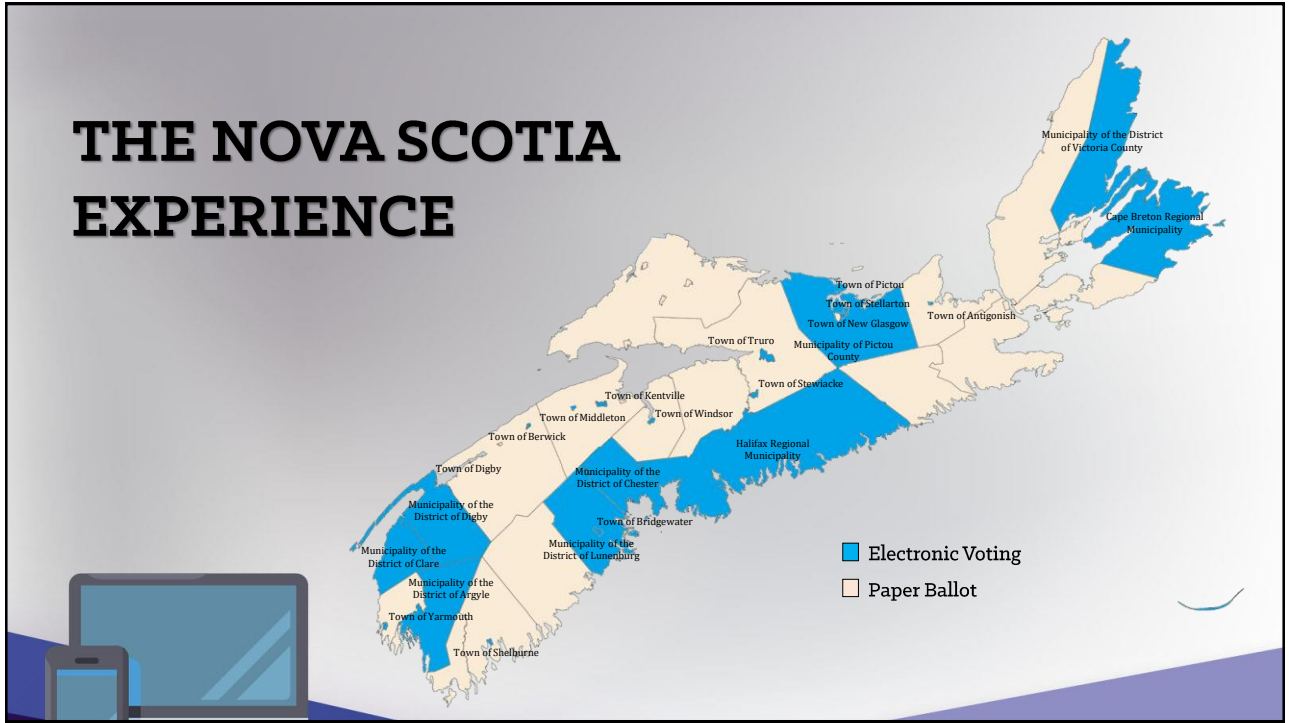 THE NOVA SCOTIA
EXPERIENCE
Municipality of the District
of Victoria County
Cape Breton Regional
Municipality
Town of Pictou
Town of Stellarton
Town of New Glasgow
Town of Antigonish
Town of Truro
Municipality of Pictou
County
Town of Stewiacke
Town of Kentville
Town of Middleton
Town of Windsor
Town of Berwick
Halifax Regional
Municipality
Town of Digby
Municipality of the
District of Chester
Municipality of the
District of Digby
Town of Bridgewater
Municipality of the
District of Lunenburg
Municipality of the
District of Clare
Municipality of the
District of Argyle
Town of Yarmouth
Town of Shelburne
Electronic Voting
Paper Ballot